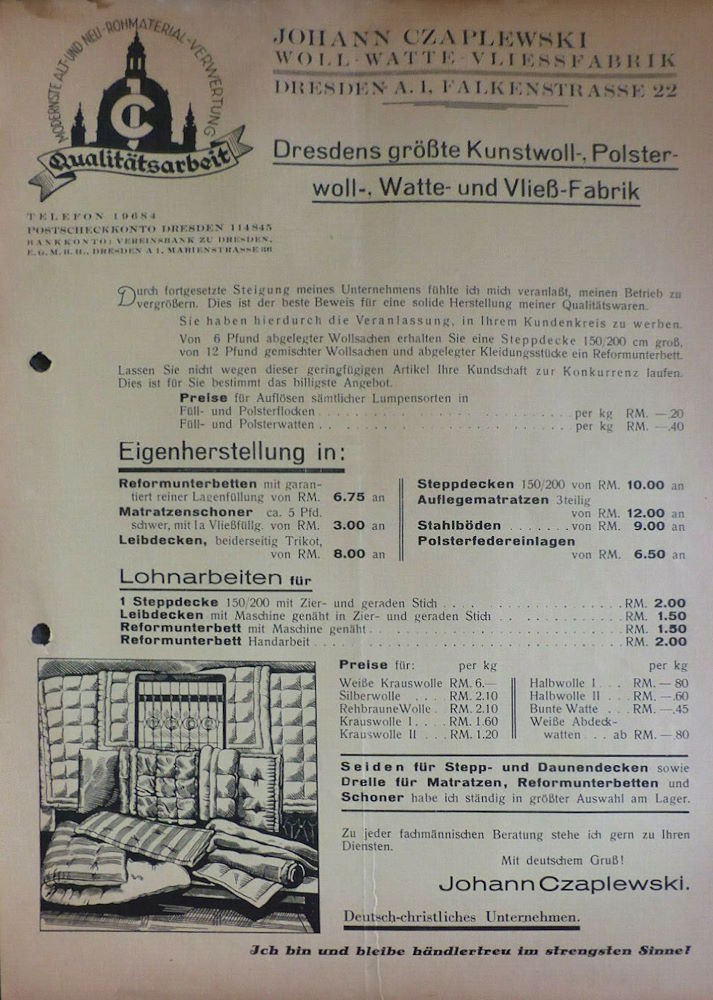 MODERNSTE ALT- UND NEU-ROHMATERIAL-VERWERTUNG
Qualitätsarbeit
JOHANN CZAPLEWSKI
WOLL-WATTE-VLIESSFABRIK
DRESDEN-A. 1, FALKENSTRASSE 22
Dresdens größte Kunstwoll-, Polster-
woll-, Watte- und Vließ-Fabrik
TELEFON 19684
POSTSCHECKKONTO DRESDEN 114845
BANKKONTO: VEREINSBANK ZU DRESDEN,
E. G. M. B. H., DRESDEN A 1, MARIENSTRASSE 36
Durch fortgesetzte Steigung meines Unternehmens fühlte ich mich veranlaßt, meinen Betrieb zu
vergrößern. Dies ist der beste Beweis für eine solide Herstellung meiner Qualitätswaren.
Sie haben hierdurch die Veranlassung, in Ihrem Kundenkreis zu werben.
Von 6 Pfund abgelegter Wollsachen erhalten Sie eine Steppdecke 150/200 cm groß,
von 12 Pfund gemischter Wollsachen und abgelegter Kleidungsstücke ein Reformunterbett.
Lassen Sie nicht wegen dieser geringfügigen Artikel Ihre Kundschaft zur Konkurrenz laufen.
Dies ist für Sie bestimmt das billigste Angebot.
Preise für Auflösen sämtlicher Lumpensorten in
Füll- und Polsterflocken . . . per kg RM. —.20
Füll- und Polsterwatten . . . per kg RM. —.40
Eigenherstellung in:
Reformunterbetten mit garan-
tiert reiner Lagenfüllung von RM. 6.75 an
Matratzenschoner ca. 5 Pfd.
schwer, mit Ia Vließfüllg. von RM. 3.00 an
Leibdecken, beiderseitig Trikot,
von RM. 8.00 an
Steppdecken 150/200 von RM. 10.00 an
Auflegematratzen 3teilig
von RM. 12.00 an
Stahlböden . . . von RM. 9.00 an
Polsterfedereinlagen
von RM. 6.50 an
Lohnarbeiten für
1 Steppdecke 150/200 mit Zier- und geraden Stich . . . RM. 2.00
Leibdecken mit Maschine genäht in Zier- und geraden Stich . . . RM. 1.50
Reformunterbett mit Maschine genäht . . . RM. 1.50
Reformunterbett Handarbeit . . . RM. 2.00
Preise für: per kg
Weiße Krauswolle RM. 6.—
Silberwolle . . . RM. 2.10
Rehbraune Wolle . RM. 2.10
Krauswolle I . . . RM. 1.60
Krauswolle II . . RM. 1.20
per kg
Halbwolle I . . . RM. —.80
Halbwolle II . . . RM. —.60
Bunte Watte . . . RM. —.45
Weiße Abdeck-
watten . . . ab RM. —.80
Seiden für Stepp- und Daunendecken sowie
Drelle für Matratzen, Reformunterbetten und
Schoner habe ich ständig in größter Auswahl am Lager.
Zu jeder fachmännischen Beratung stehe ich gern zu Ihren
Diensten.
Mit deutschem Gruß!
Johann Czaplewski.
Deutsch-christliches Unternehmen.
Ich bin und bleibe händlertreu im strengsten Sinne!